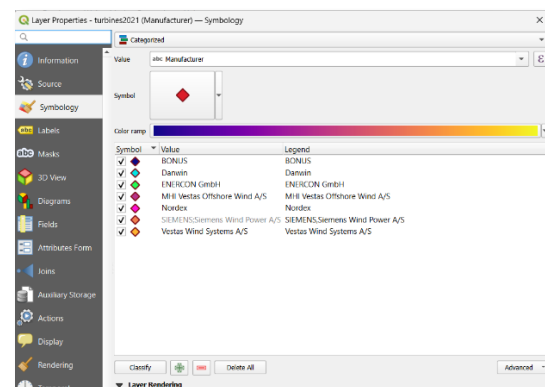 Layer Properties - turbines2021 (Manufacturer) — Symbology
Categorized
Information
Value
abc Manufacturer
ε
Source
Symbology
Symbol
abc Labels
Color ramp
abc Masks
Symbol Value Legend
BONUS BONUS
3D View
Danwin Danwin
ENERCON GmbH ENERCON GmbH
Diagrams
MHI Vestas Offshore Wind A/S MHI Vestas Offshore Wind A/S
Nordex Nordex
Fields
SIEMENS;Siemens Wind Power A/S SIEMENS;Siemens Wind Power A/S
Vestas Wind Systems A/S Vestas Wind Systems A/S
Attributes Form
Joins
Auxiliary Storage
Actions
Display
Rendering
Classify
Delete All
Advanced
Layer Rendering